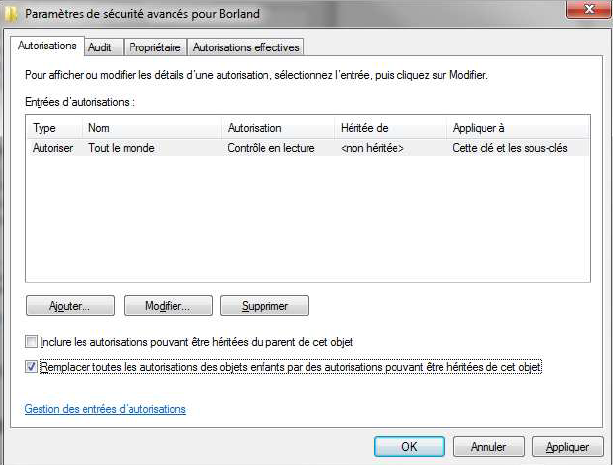 Paramètres de sécurité avancés pour Borland
Autorisations Audit Propriétaire Autorisations effectives
Pour afficher ou modifier les détails d'une autorisation, sélectionnez l'entrée, puis cliquez sur Modifier.
Entrées d'autorisations :
Type Nom Autorisation Héritée de Appliquer à
Autoriser Tout le monde Contrôle en lecture <non héritée> Cette clé et les sous-clés
Ajouter... Modifier... Supprimer
Inclure les autorisations pouvant être héritées du parent de cet objet
Remplacer toutes les autorisations des objets enfants par des autorisations pouvant être héritées de cet objet
Gestion des entrées d'autorisations
OK Annuler Appliquer